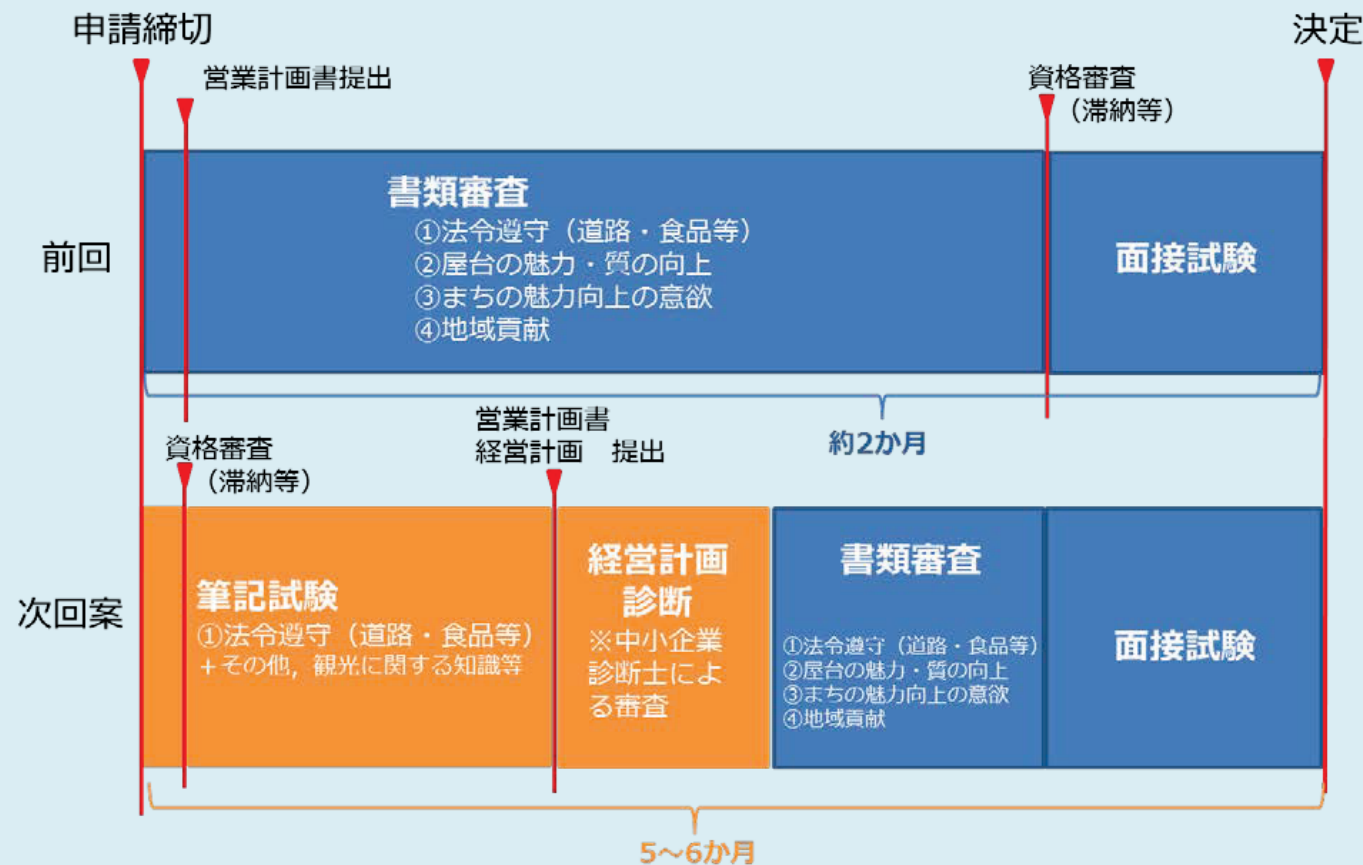 申請締切
決定
営業計画書提出
資格審査
（滞納等）
前回
書類審査
①法令遵守（道路・食品等）
②屋台の魅力・質の向上
③まちの魅力向上の意欲
④地域貢献
面接試験
約2か月
資格審査
（滞納等）
営業計画書
経営計画　提出
次回案
筆記試験
①法令遵守（道路・食品等）
＋その他，観光に関する知識等
経営計画
診断
※中小企業
診断士によ
る審査
書類審査
①法令遵守（道路・食品等）
②屋台の魅力・質の向上
③まちの魅力向上の意欲
④地域貢献
面接試験
5～6か月